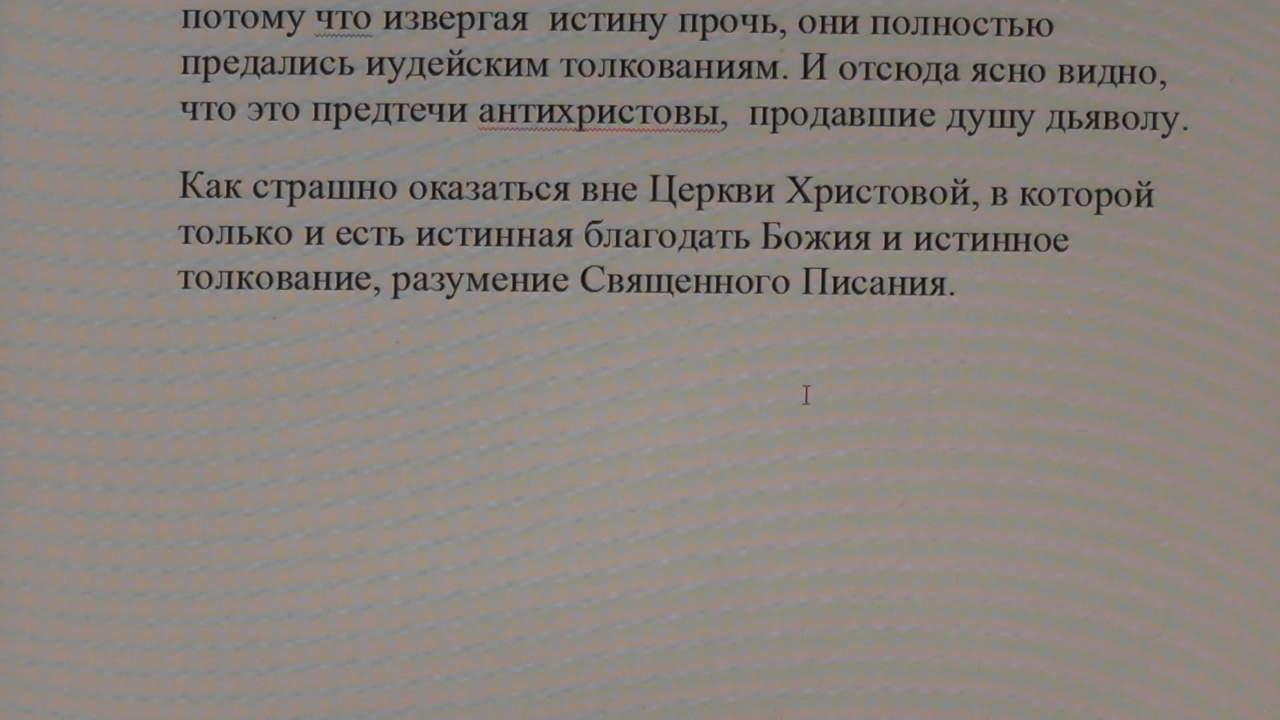 потому что извергая  истину прочь, они полностью
предались иудейским толкованиям. И отсюда ясно видно,
что это предтечи антихристовы,  продавшие душу дьяволу.
Как страшно оказаться вне Церкви Христовой, в которой
только и есть истинная благодать Божия и истинное
толкование, разумение Священного Писания.